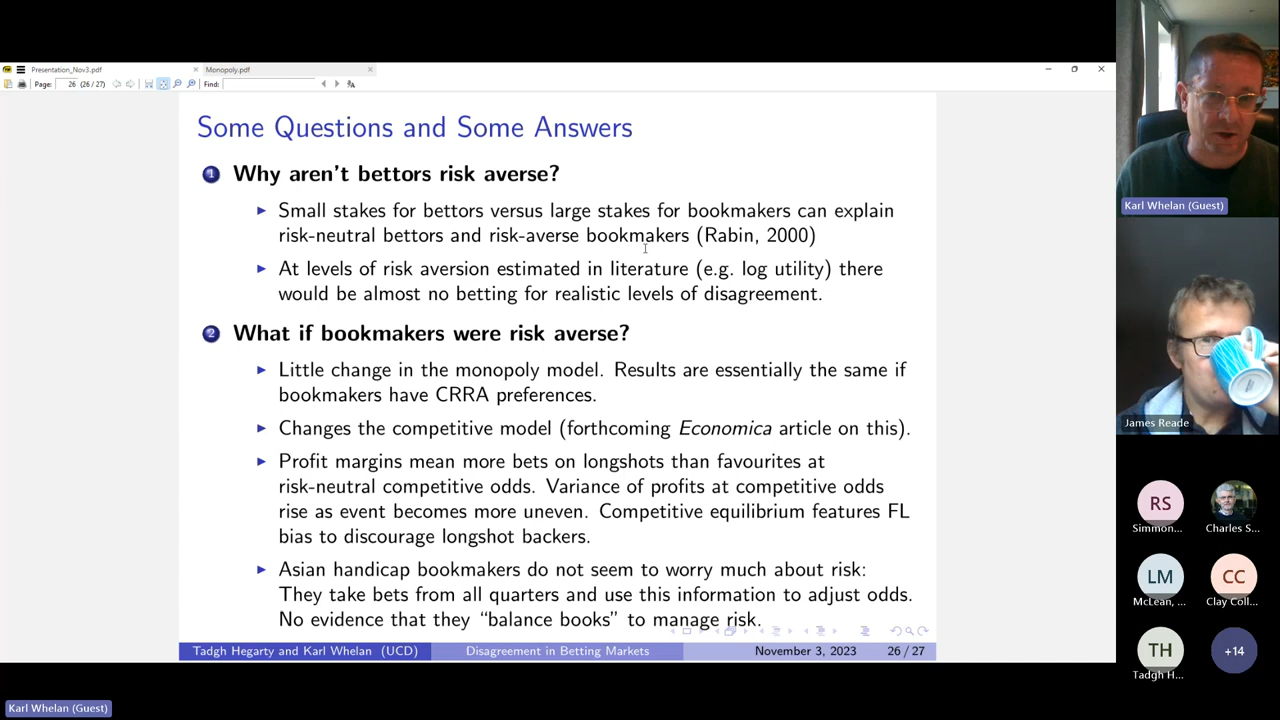 Presentation_Nov3.pdf
Monopoly.pdf
Page:
26 (26 / 27)
Find:
Some Questions and Some Answers
1 Why aren't bettors risk averse?
Small stakes for bettors versus large stakes for bookmakers can explain
risk-neutral bettors and risk-averse bookmakers (Rabin, 2000)
At levels of risk aversion estimated in literature (e.g. log utility) there
would be almost no betting for realistic levels of disagreement.
2 What if bookmakers were risk averse?
Little change in the monopoly model. Results are essentially the same if
bookmakers have CRRA preferences.
Changes the competitive model (forthcoming Economica article on this).
Profit margins mean more bets on longshots than favourites at
risk-neutral competitive odds. Variance of profits at competitive odds
rise as event becomes more uneven. Competitive equilibrium features FL
bias to discourage longshot backers.
Asian handicap bookmakers do not seem to worry much about risk:
They take bets from all quarters and use this information to adjust odds.
No evidence that they “balance books” to manage risk.
Tadgh Hegarty and Karl Whelan (UCD)
Disagreement in Betting Markets
November 3, 2023
26 / 27
Karl Whelan (Guest)
James Reade
RS
Simmon...
Charles S...
LM
McLean, ...
CC
Clay Coll...
TH
Tadgh H...
+14
Karl Whelan (Guest)